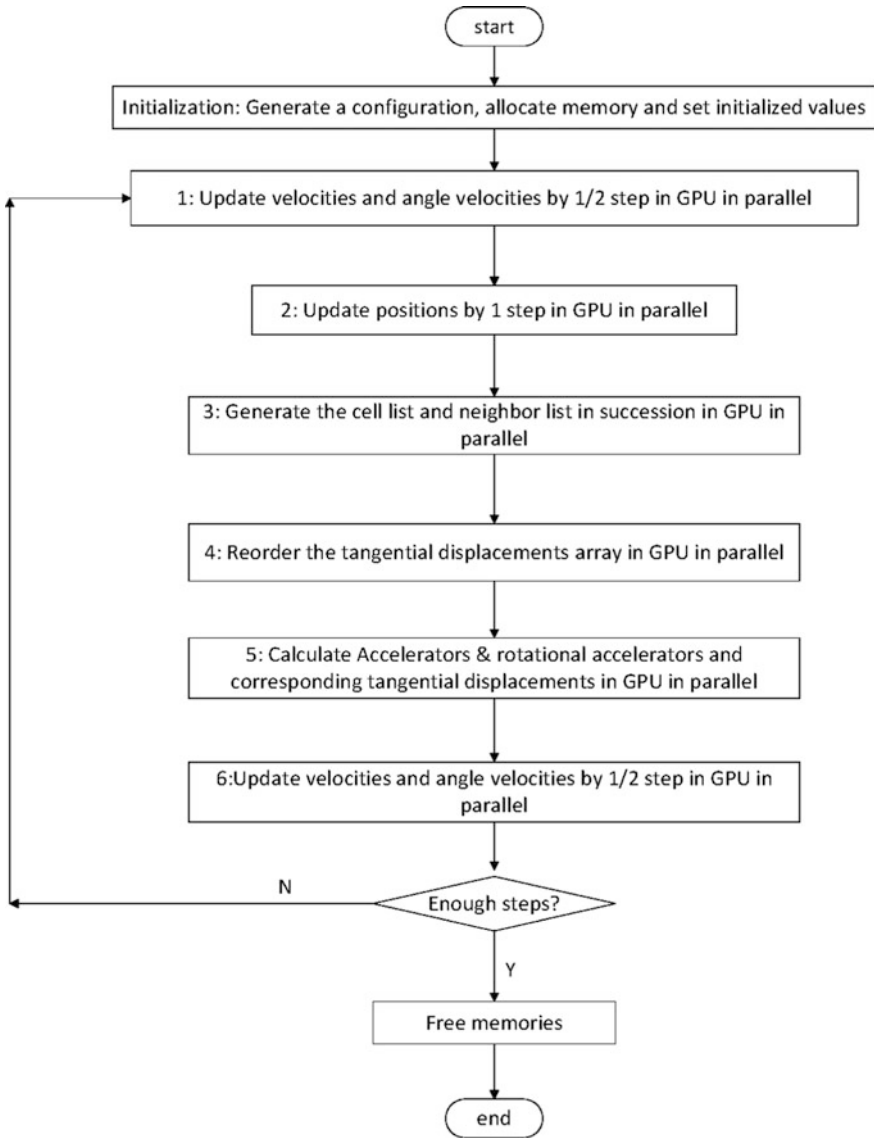 start
Initialization: Generate a configuration, allocate memory and set initialized values
1: Update velocities and angle velocities by 1/2 step in GPU in parallel
2: Update positions by 1 step in GPU in parallel
3: Generate the cell list and neighbor list in succession in GPU in
parallel
4: Reorder the tangential displacements array in GPU in parallel
5: Calculate Accelerators & rotational accelerators and
corresponding tangential displacements in GPU in parallel
6:Update velocities and angle velocities by 1/2 step in GPU in
parallel
N
Enough steps?
Y
Free memories
end